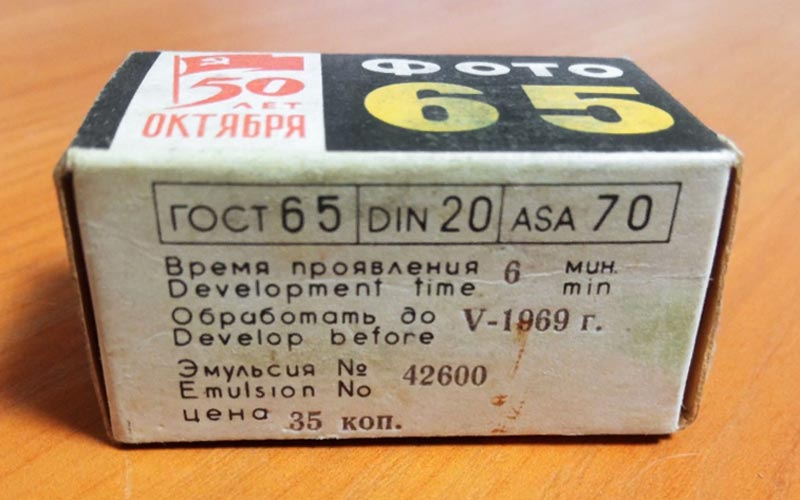 50
ЛЕТ
ОКТЯБРЯ
ФОТО
65
ГОСТ 65 DIN 20 ASA 70
Время проявления 6 мин.
Development time min
Обработать до V-1969 г.
Develop before
Эмульсия № 42600
Emulsion No
цена 35 коп.